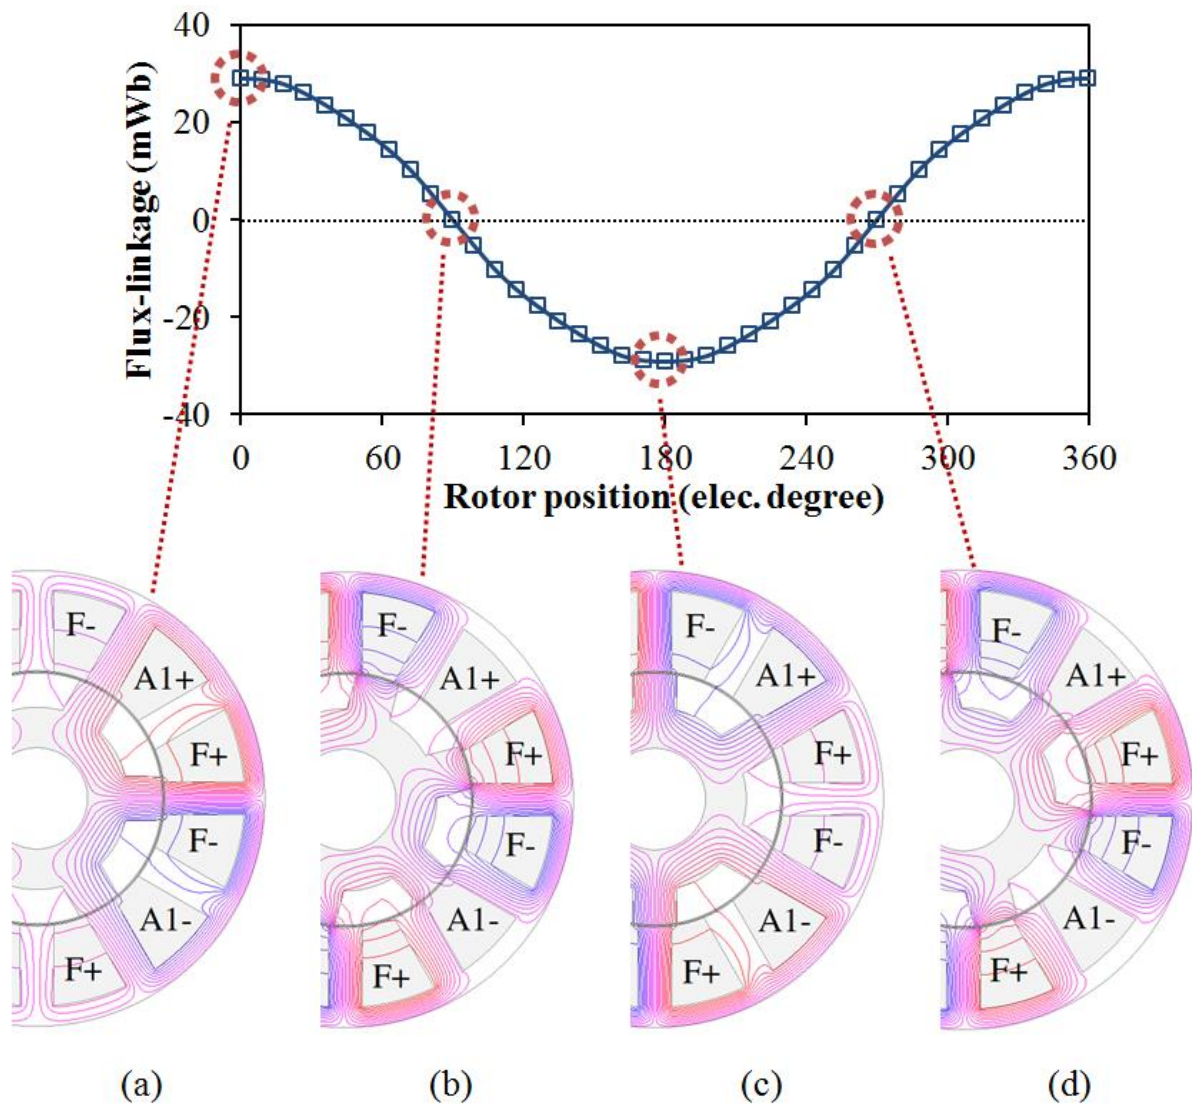 40
20
0
-20
-40
Flux-linkage (mWb)
0 60 120 180 240 300 360
Rotor position (elec. degree)
F- F- F- F-
A1+ A1+ A1+ A1+
F+ F+ F+ F+
F- F- F- F-
A1- A1- A1- A1-
F+ F+ F+ F+
(a) (b) (c) (d)